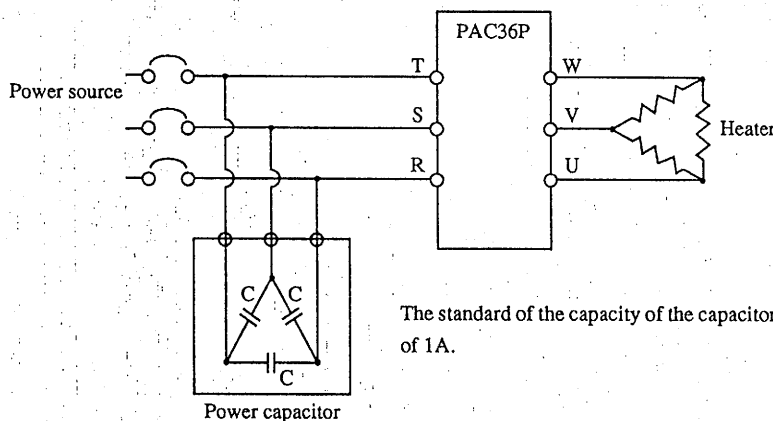 PAC36P
T
W
Power source
S
V
Heater
R
U
C
C
C
The standard of the capacity of the capacitor
of 1A.
Power capacitor